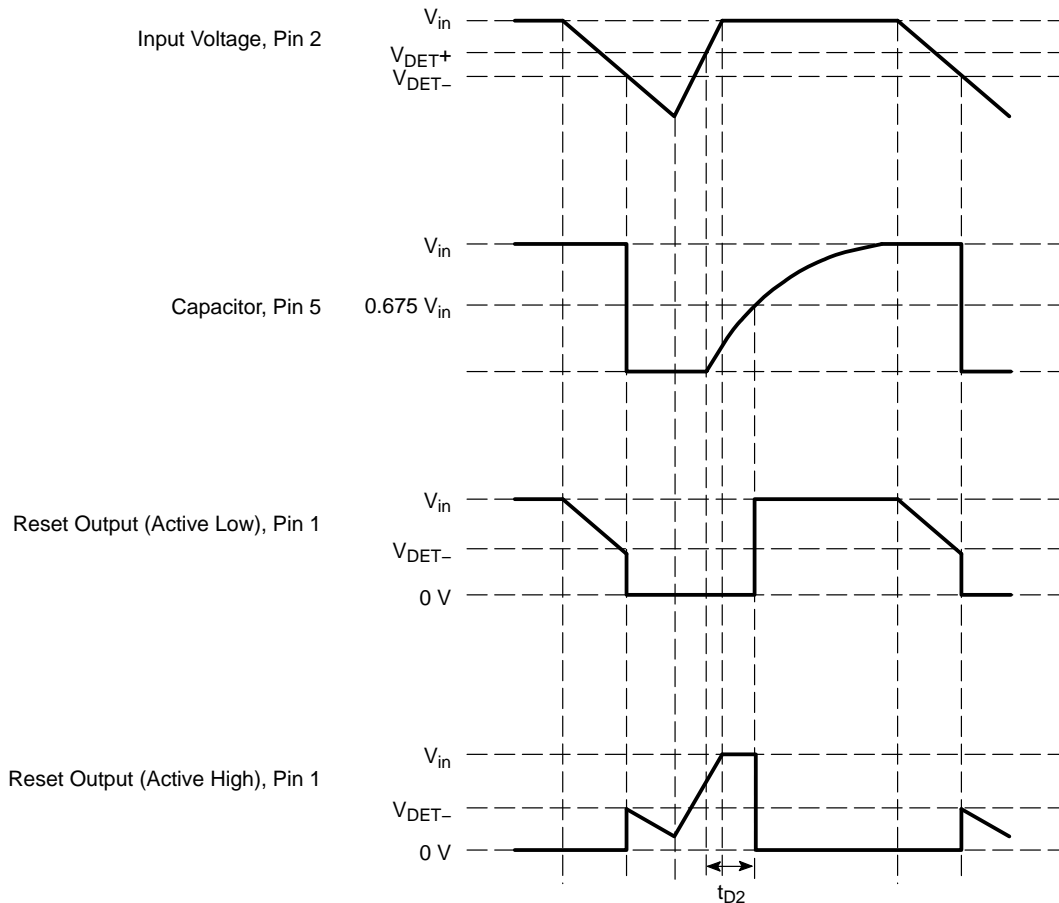 Input Voltage, Pin 2
V_in
V_DET+
V_DET−
Capacitor, Pin 5
V_in
0.675 V_in
Reset Output (Active Low), Pin 1
V_in
V_DET−
0 V
Reset Output (Active High), Pin 1
V_in
V_DET−
0 V
t_D2